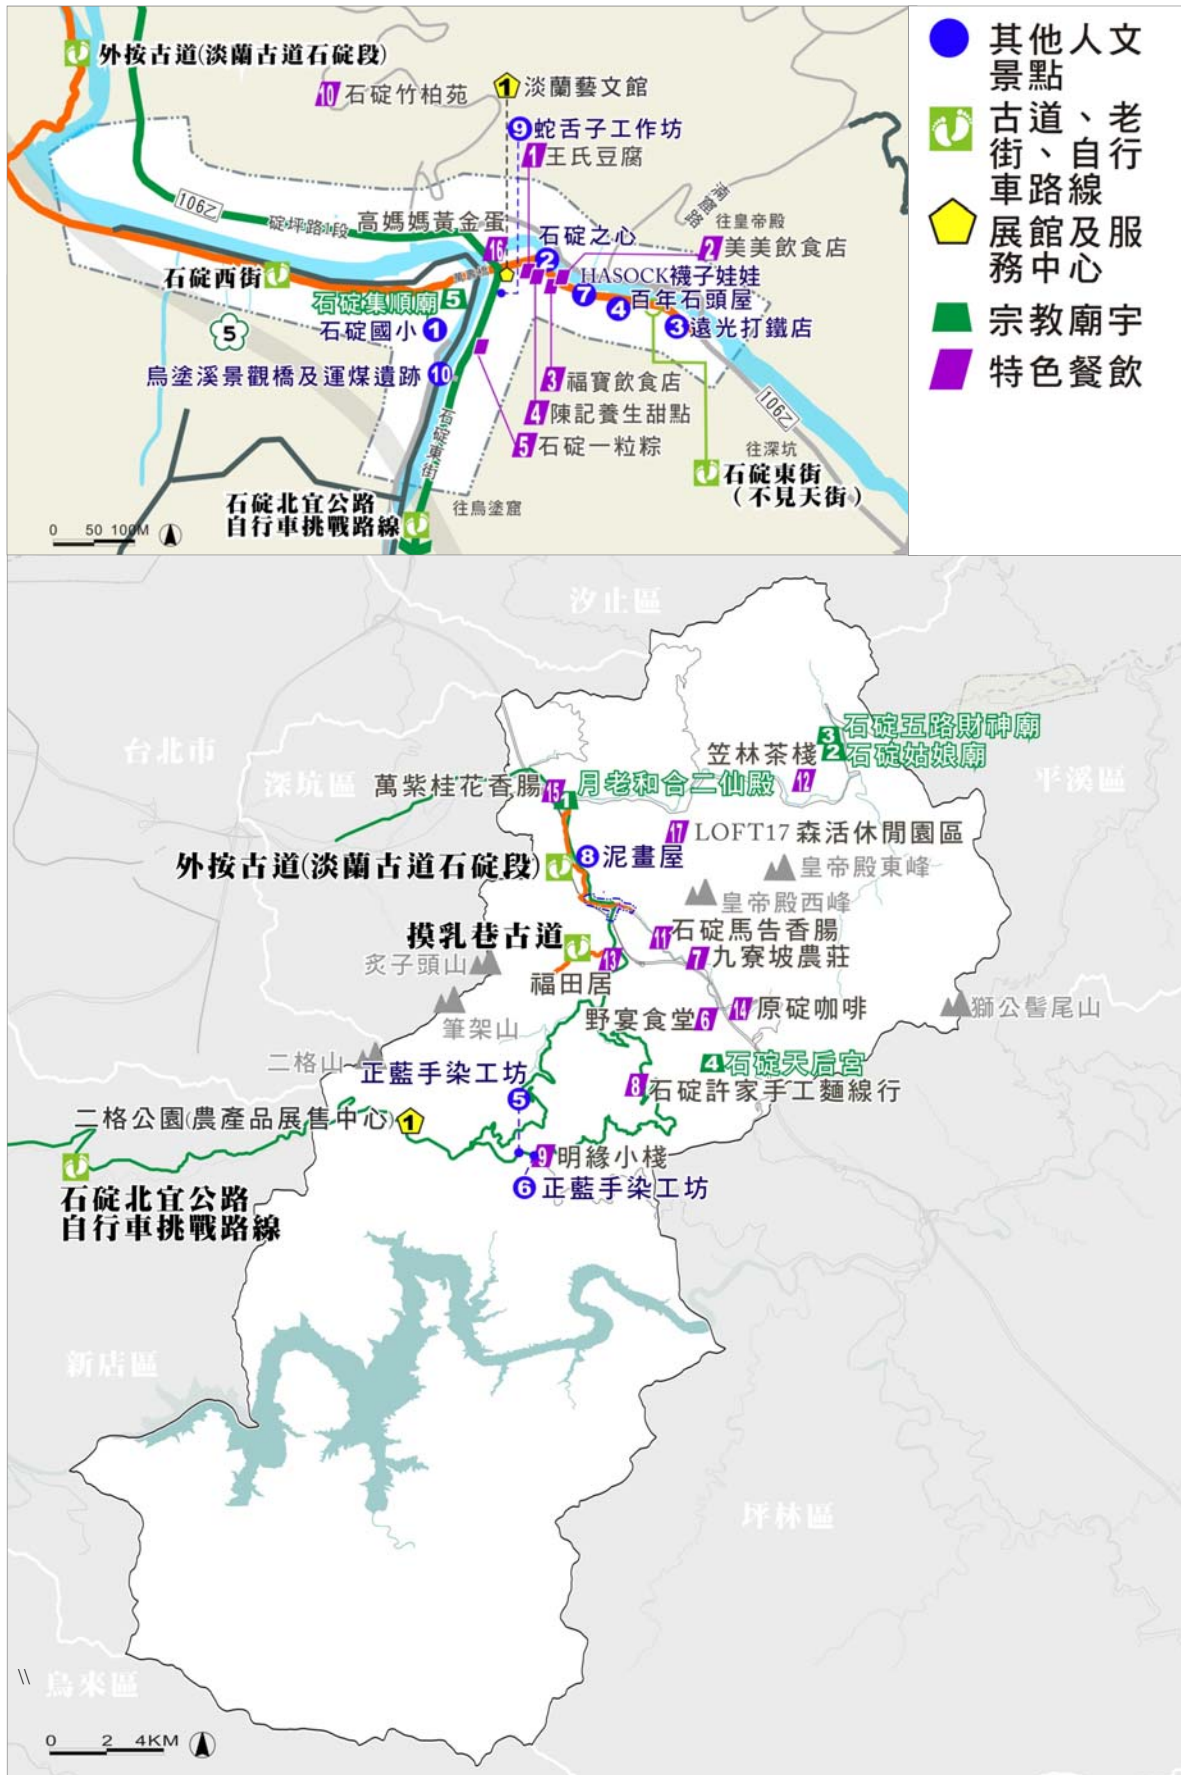 外按古道(淡蘭古道石碇段)
10 石碇竹柏苑
1 淡蘭藝文館
9 蛇舌子工作坊
1 王氏豆腐
湳窟路
往皇帝殿
106乙
碇坪路1段
高媽媽黃金蛋
16
石碇之心
2
2 美美飲食店
石碇西街
萬壽橋
HASOCK襪子娃娃
7
石碇集順廟 5
4 百年石頭屋
5
石碇國小 1
3 遠光打鐵店
烏塗溪景觀橋及運煤遺跡 10
3 福寶飲食店
106乙
4 陳記養生甜點
石碇東街
5 石碇一粒粽
往深坑
石碇東街
(不見天街)
石碇北宜公路
自行車挑戰路線
往烏塗窟
0 50 100M
其他人文
景點
古道、老
街、自行
車路線
展館及服
務中心
宗教廟宇
特色餐飲
汐止區
台北市
深坑區
平溪區
3 石碇五路財神廟
2 石碇姑娘廟
笠林茶棧
12
萬紫桂花香腸 15
1 月老和合二仙殿
17 LOFT17 森活休閒園區
外按古道(淡蘭古道石碇段)
8 泥畫屋
皇帝殿東峰
皇帝殿西峰
摸乳巷古道
11 石碇馬告香腸
7 九寮坡農莊
炙子頭山
13
福田居
筆架山
野宴食堂 6
14 原碇咖啡
獅公髻尾山
二格山
正藍手染工坊
5
4 石碇天后宮
8 石碇許家手工麵線行
二格公園(農產品展售中心) 1
9 明緣小棧
石碇北宜公路
自行車挑戰路線
6 正藍手染工坊
新店區
坪林區
\\
烏來區
0 2 4KM